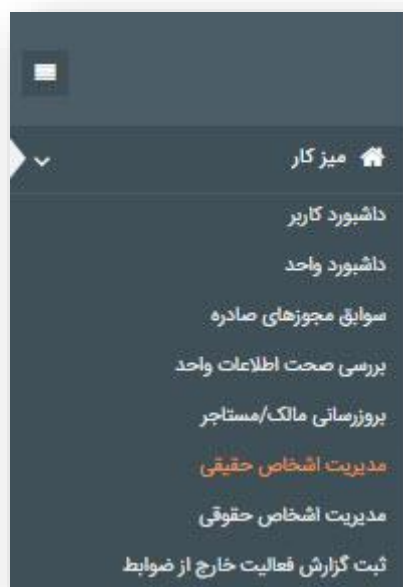 میز کار
داشبورد کاربر
داشبورد واحد
سوابق مجوزهای صادره
بررسی صحت اطلاعات واحد
بروزرسانی مالک/مستاجر
مدیریت اشخاص حقیقی
مدیریت اشخاص حقوقی
ثبت گزارش فعالیت خارج از ضوابط